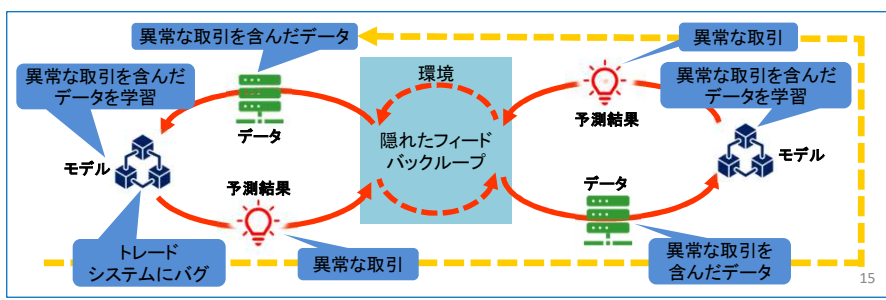 異常な取引を含んだデータ
異常な取引
異常な取引を含んだ
データを学習
環境
異常な取引を含んだ
データを学習
データ
予測結果
隠れたフィード
バックループ
モデル
モデル
予測結果
データ
トレード
システムにバグ
異常な取引
異常な取引を
含んだデータ
15